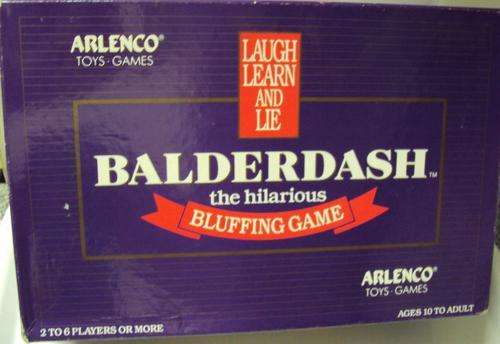 ARLENCO®
TOYS · GAMES
LAUGH
LEARN
AND
LIE
BALDERDASH™
the hilarious
BLUFFING GAME
ARLENCO®
TOYS · GAMES
2 TO 6 PLAYERS OR MORE
AGES 10 TO ADULT